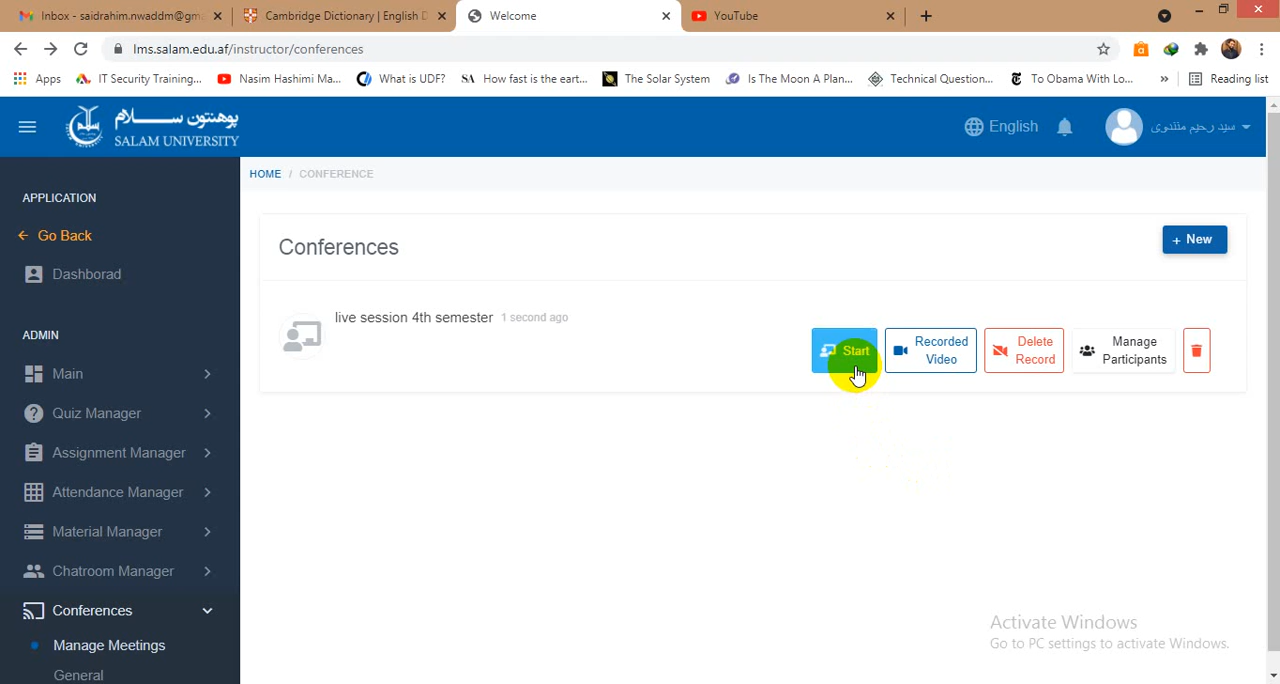 Inbox - saidrahim.nwaddm@gm
Cambridge Dictionary | English D
Welcome
YouTube
lms.salam.edu.af/instructor/conferences
Apps
IT Security Training...
Nasim Hashimi Ma...
What is UDF?
How fast is the eart...
The Solar System
Is The Moon A Plan...
Technical Question...
To Obama With Lo...
»
Reading list
پوهنتون سلام
SALAM UNIVERSITY
English
HOME / CONFERENCE
APPLICATION
Go Back
Dashborad
ADMIN
Main
Quiz Manager
Assignment Manager
Attendance Manager
Material Manager
Chatroom Manager
Conferences
Manage Meetings
General
Conferences
+ New
live session 4th semester 1 second ago
Start
Recorded Video
Delete Record
Manage Participants
Activate Windows
Go to PC settings to activate Windows.